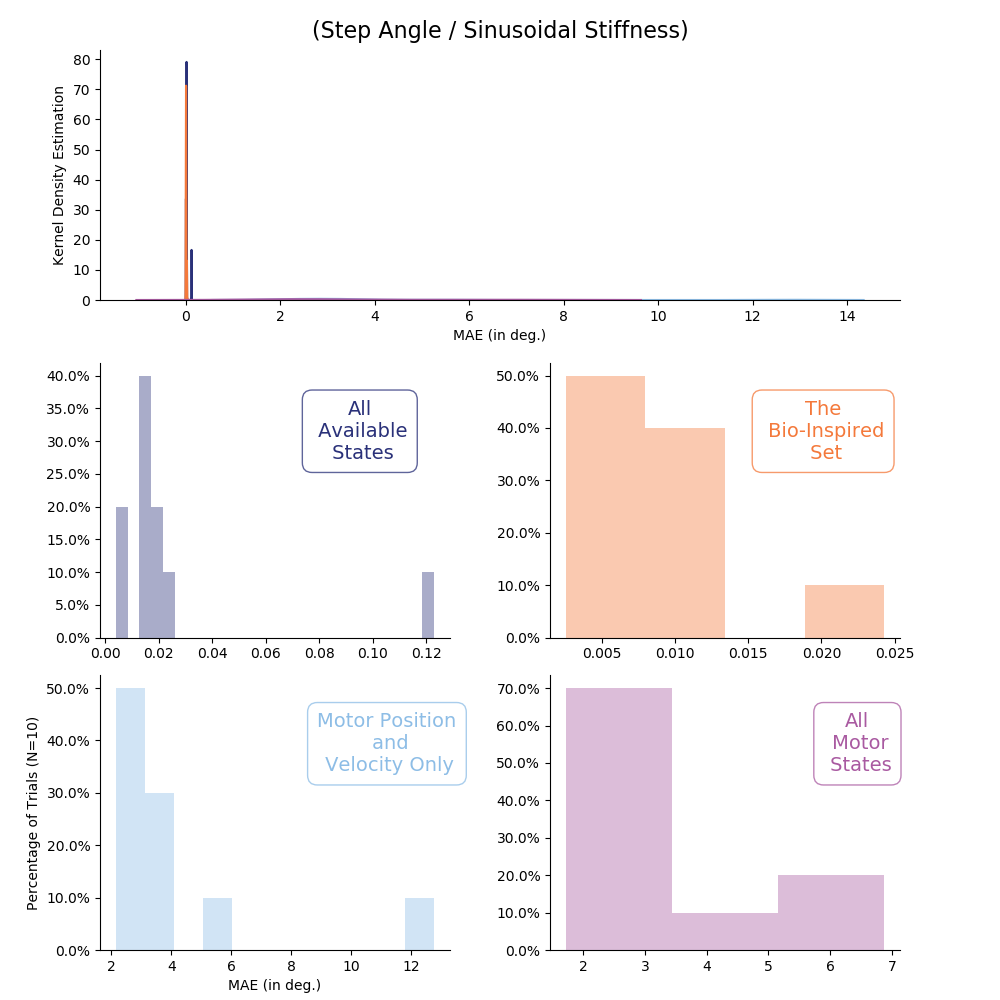 (Step Angle / Sinusoidal Stiffness)
Kernel Density Estimation
80
70
60
50
40
30
20
10
0
0 2 4 6 8 10 12 14
MAE (in deg.)
40.0%
35.0%
30.0%
25.0%
20.0%
15.0%
10.0%
5.0%
0.0%
0.00 0.02 0.04 0.06 0.08 0.10 0.12
All
Available
States
50.0%
40.0%
30.0%
20.0%
10.0%
0.0%
0.005 0.010 0.015 0.020 0.025
The
Bio-Inspired
Set
Percentage of Trials (N=10)
50.0%
40.0%
30.0%
20.0%
10.0%
0.0%
2 4 6 8 10 12
MAE (in deg.)
Motor Position
and
Velocity Only
70.0%
60.0%
50.0%
40.0%
30.0%
20.0%
10.0%
0.0%
2 3 4 5 6 7
All
Motor
States